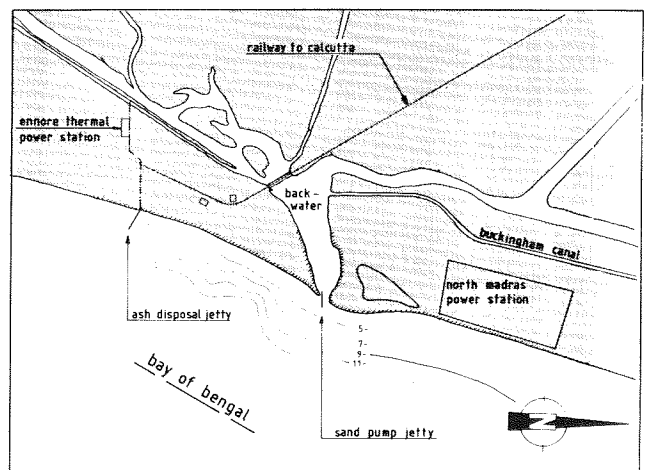 railway to calcutta
ennore thermal
power station
back-
water
buckingham canal
north madras
power station
ash disposal jetty
5-
7-
9-
11-
bay of bengal
sand pump jetty
N